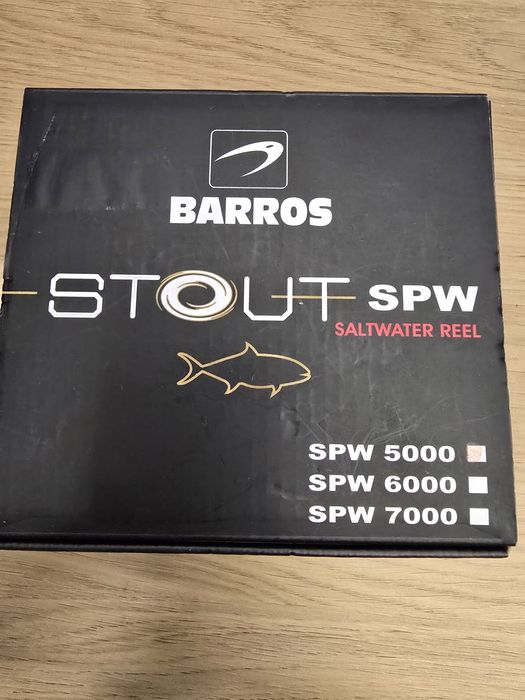 BARROS
STOUT SPW
SALTWATER REEL
SPW 5000
SPW 6000
SPW 7000